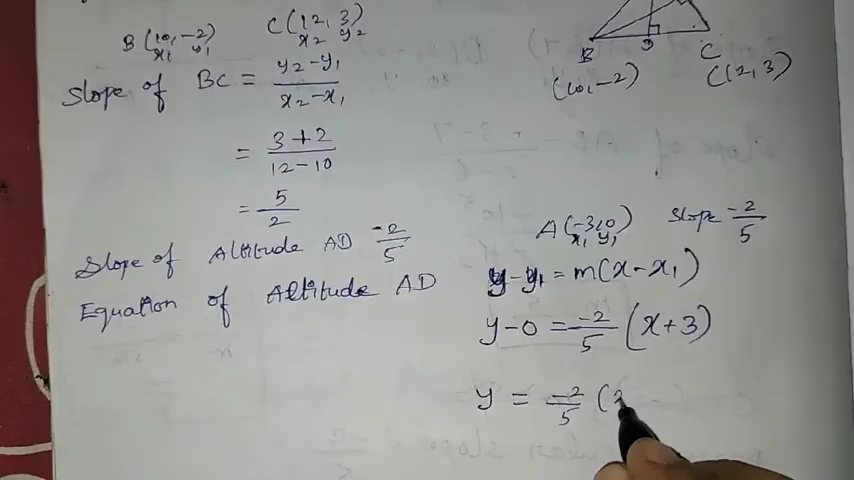 B (10, -2) C (12, 3)
x₁ y₁ x₂ y₂
Slope of BC = y₂-y₁ / x₂-x₁
= 3+2 / 12-10
= 5/2
Slope of Altitude AD -2/5
Equation of Altitude AD
B D C
(10, -2) C(12, 3)
A(-3,0) Slope -2/5
x₁ y₁
y-y₁ = m(x-x₁)
y-0 = -2/5 (x+3)
y = -2/5 (